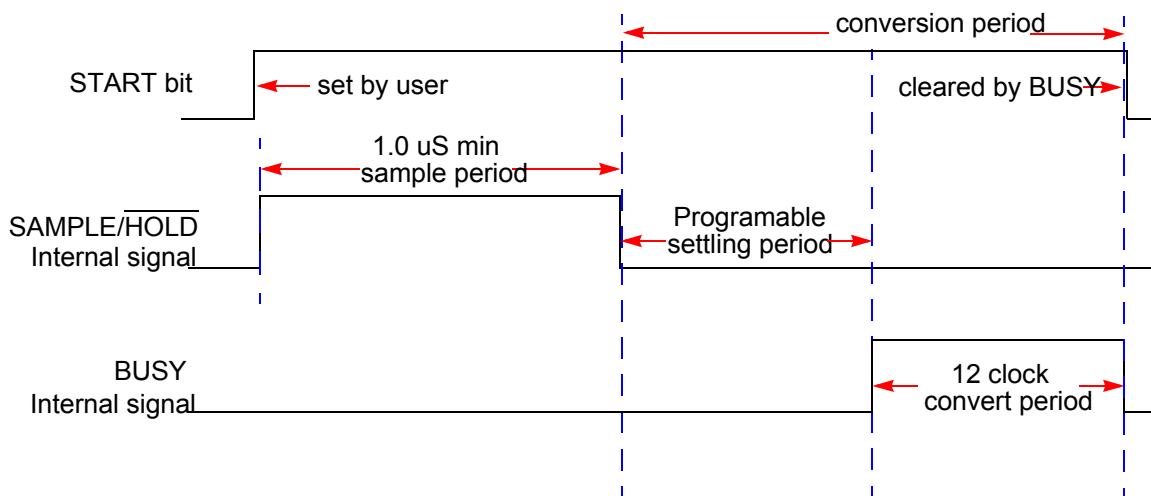 conversion period
START bit
set by user
cleared by BUSY
1.0 uS min
sample period
SAMPLE/HOLD
Internal signal
Programable
settling period
BUSY
Internal signal
12 clock
convert period